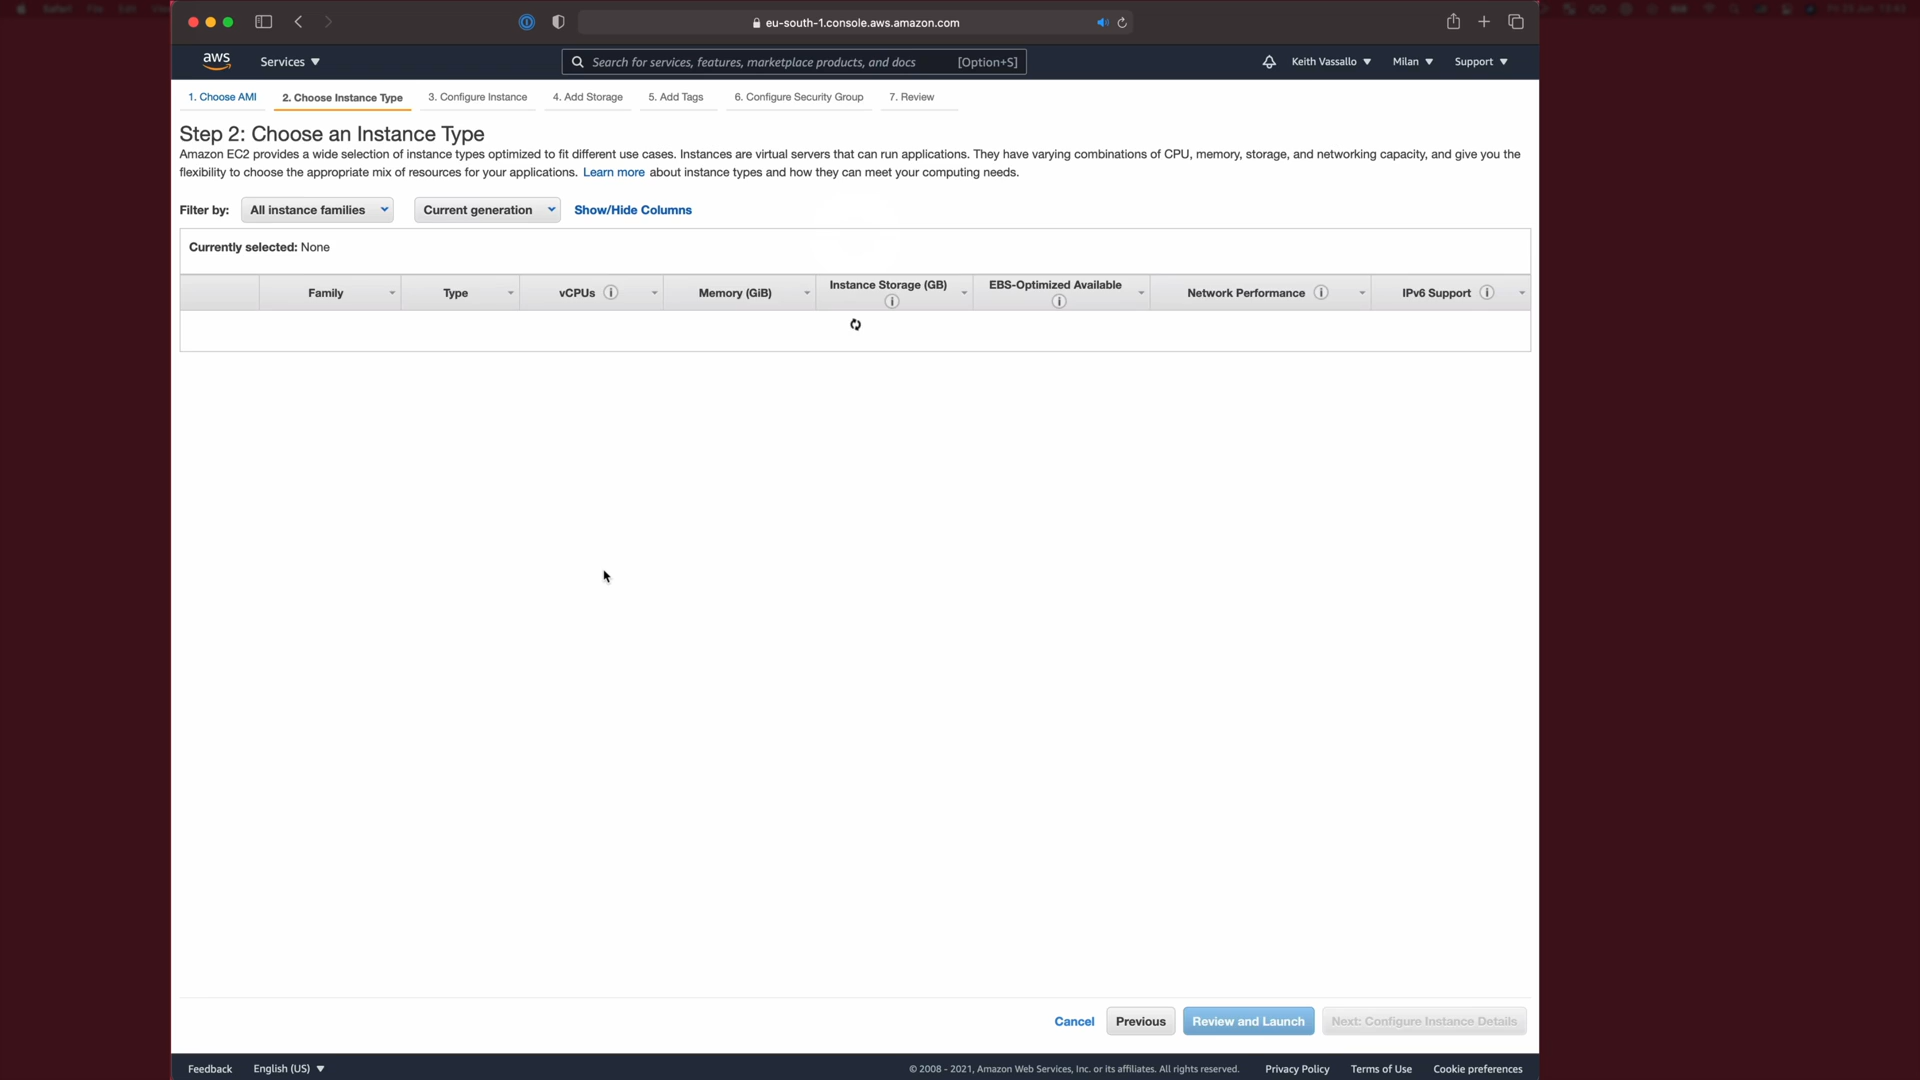 eu-south-1.console.aws.amazon.com
aws
Services
Search for services, features, marketplace products, and docs [Option+S]
Keith Vassallo
Milan
Support
1. Choose AMI
2. Choose Instance Type
3. Configure Instance
4. Add Storage
5. Add Tags
6. Configure Security Group
7. Review
Step 2: Choose an Instance Type
Amazon EC2 provides a wide selection of instance types optimized to fit different use cases. Instances are virtual servers that can run applications. They have varying combinations of CPU, memory, storage, and networking capacity, and give you the
flexibility to choose the appropriate mix of resources for your applications. Learn more about instance types and how they can meet your computing needs.
Filter by:
All instance families
Current generation
Show/Hide Columns
Currently selected: None
Family
Type
vCPUs
Memory (GiB)
Instance Storage (GB)
EBS-Optimized Available
Network Performance
IPv6 Support
Cancel
Previous
Review and Launch
Next: Configure Instance Details
Feedback
English (US)
© 2008 - 2021, Amazon Web Services, Inc. or its affiliates. All rights reserved.
Privacy Policy
Terms of Use
Cookie preferences